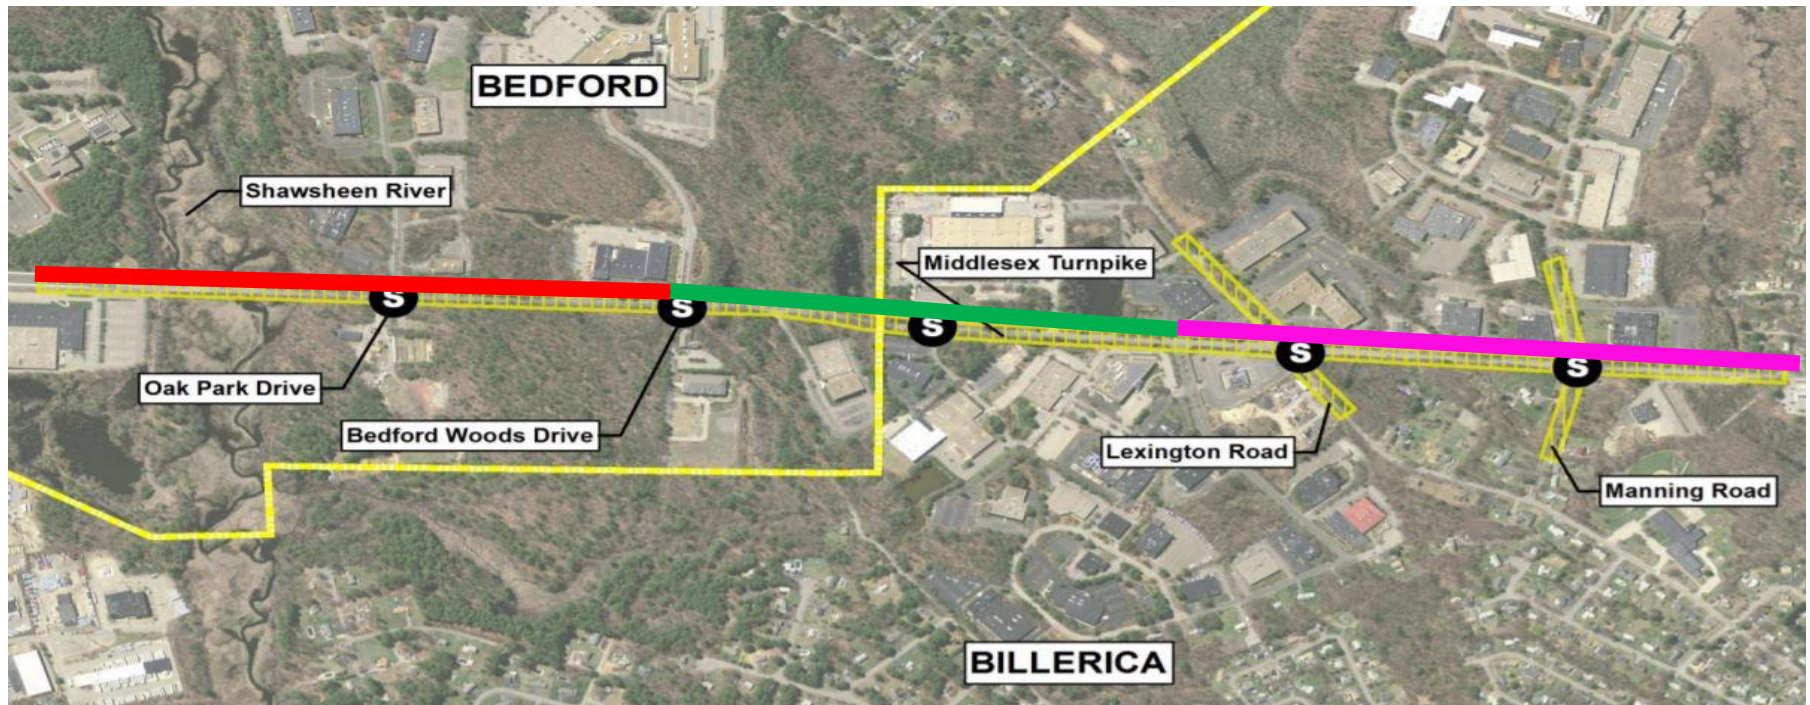 BEDFORD
Shawsheen River
Middlesex Turnpike
S
S
S
S
S
Oak Park Drive
Bedford Woods Drive
Lexington Road
Manning Road
BILLERICA